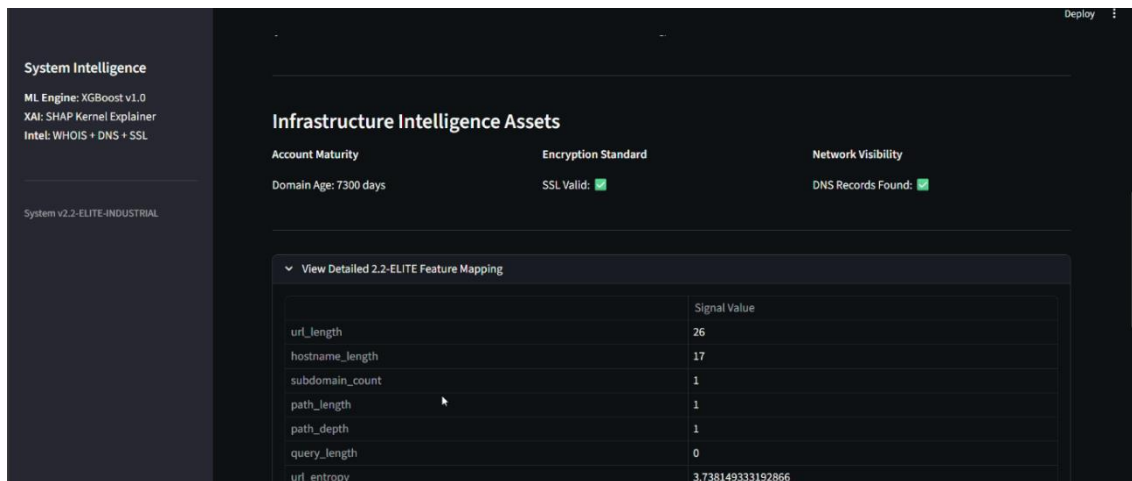 Deploy
System Intelligence
ML Engine: XGBoost v1.0
XAI: SHAP Kernel Explainer
Intel: WHOIS + DNS + SSL
System v2.2-ELITE-INDUSTRIAL
Infrastructure Intelligence Assets
Account Maturity
Domain Age: 7300 days
Encryption Standard
SSL Valid: ✅
Network Visibility
DNS Records Found: ✅
View Detailed 2.2-ELITE Feature Mapping
Signal Value
url_length 26
hostname_length 17
subdomain_count 1
path_length 1
path_depth 1
query_length 0
url_entropy 3.738149333192866